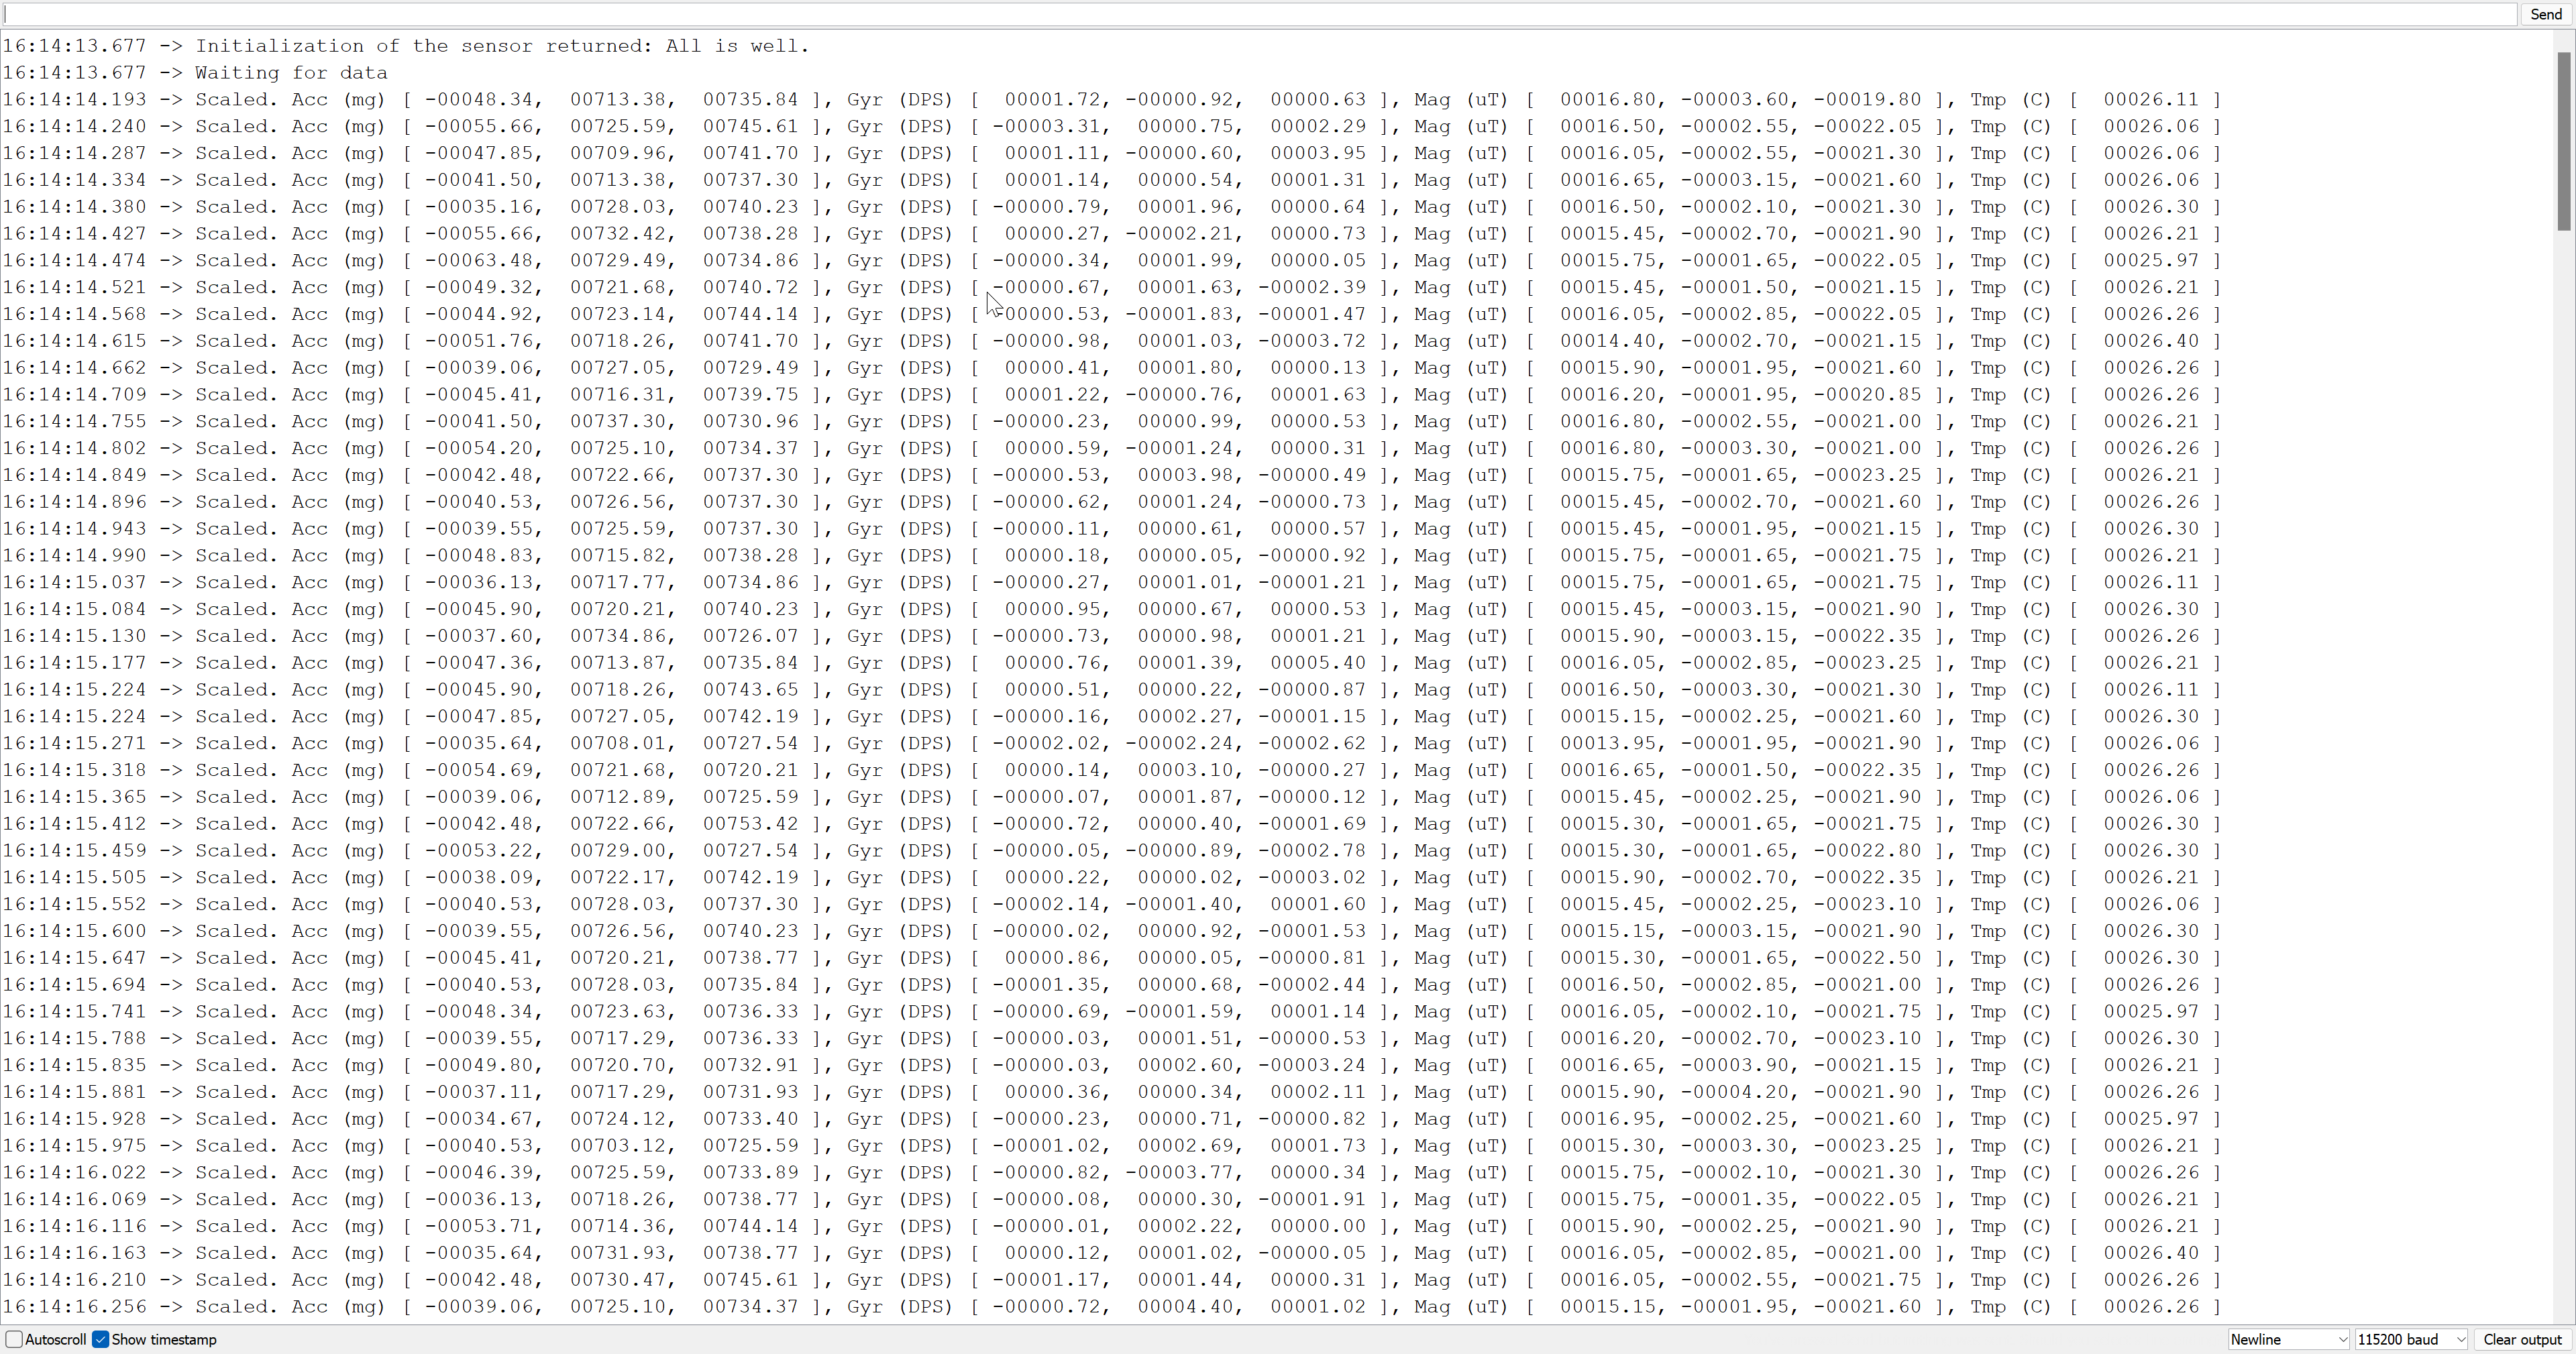 Send
16:14:13.677 -> Initialization of the sensor returned: All is well.
16:14:13.677 -> Waiting for data
16:14:14.193 -> Scaled. Acc (mg) [ -00048.34,  00713.38,  00735.84 ], Gyr (DPS) [  00001.72, -00000.92,  00000.63 ], Mag (uT) [  00016.80, -00003.60, -00019.80 ], Tmp (C) [  00026.11 ]
16:14:14.240 -> Scaled. Acc (mg) [ -00055.66,  00725.59,  00745.61 ], Gyr (DPS) [ -00003.31,  00000.75,  00002.29 ], Mag (uT) [  00016.50, -00002.55, -00022.05 ], Tmp (C) [  00026.06 ]
16:14:14.287 -> Scaled. Acc (mg) [ -00047.85,  00709.96,  00741.70 ], Gyr (DPS) [  00001.11, -00000.60,  00003.95 ], Mag (uT) [  00016.05, -00002.55, -00021.30 ], Tmp (C) [  00026.06 ]
16:14:14.334 -> Scaled. Acc (mg) [ -00041.50,  00713.38,  00737.30 ], Gyr (DPS) [  00001.14,  00000.54,  00001.31 ], Mag (uT) [  00016.65, -00003.15, -00021.60 ], Tmp (C) [  00026.06 ]
16:14:14.380 -> Scaled. Acc (mg) [ -00035.16,  00728.03,  00740.23 ], Gyr (DPS) [ -00000.79,  00001.96,  00000.64 ], Mag (uT) [  00016.50, -00002.10, -00021.30 ], Tmp (C) [  00026.30 ]
16:14:14.427 -> Scaled. Acc (mg) [ -00055.66,  00732.42,  00738.28 ], Gyr (DPS) [  00000.27, -00002.21,  00000.73 ], Mag (uT) [  00015.45, -00002.70, -00021.90 ], Tmp (C) [  00026.21 ]
16:14:14.474 -> Scaled. Acc (mg) [ -00063.48,  00729.49,  00734.86 ], Gyr (DPS) [ -00000.34,  00001.99,  00000.05 ], Mag (uT) [  00015.75, -00001.65, -00022.05 ], Tmp (C) [  00025.97 ]
16:14:14.521 -> Scaled. Acc (mg) [ -00049.32,  00721.68,  00740.72 ], Gyr (DPS) [ -00000.67,  00001.63, -00002.39 ], Mag (uT) [  00015.45, -00001.50, -00021.15 ], Tmp (C) [  00026.21 ]
16:14:14.568 -> Scaled. Acc (mg) [ -00044.92,  00723.14,  00744.14 ], Gyr (DPS) [ -00000.53, -00001.83, -00001.47 ], Mag (uT) [  00016.05, -00002.85, -00022.05 ], Tmp (C) [  00026.26 ]
16:14:14.615 -> Scaled. Acc (mg) [ -00051.76,  00718.26,  00741.70 ], Gyr (DPS) [ -00000.98,  00001.03, -00003.72 ], Mag (uT) [  00014.40, -00002.70, -00021.15 ], Tmp (C) [  00026.40 ]
16:14:14.662 -> Scaled. Acc (mg) [ -00039.06,  00727.05,  00729.49 ], Gyr (DPS) [  00000.41,  00001.80,  00000.13 ], Mag (uT) [  00015.90, -00001.95, -00021.60 ], Tmp (C) [  00026.26 ]
16:14:14.709 -> Scaled. Acc (mg) [ -00045.41,  00716.31,  00739.75 ], Gyr (DPS) [  00001.22, -00000.76,  00001.63 ], Mag (uT) [  00016.20, -00001.95, -00020.85 ], Tmp (C) [  00026.26 ]
16:14:14.755 -> Scaled. Acc (mg) [ -00041.50,  00737.30,  00730.96 ], Gyr (DPS) [ -00000.23,  00000.99,  00000.53 ], Mag (uT) [  00016.80, -00002.55, -00021.00 ], Tmp (C) [  00026.21 ]
16:14:14.802 -> Scaled. Acc (mg) [ -00054.20,  00725.10,  00734.37 ], Gyr (DPS) [  00000.59, -00001.24,  00000.31 ], Mag (uT) [  00016.80, -00003.30, -00021.00 ], Tmp (C) [  00026.26 ]
16:14:14.849 -> Scaled. Acc (mg) [ -00042.48,  00722.66,  00737.30 ], Gyr (DPS) [ -00000.53,  00003.98, -00000.49 ], Mag (uT) [  00015.75, -00001.65, -00023.25 ], Tmp (C) [  00026.21 ]
16:14:14.896 -> Scaled. Acc (mg) [ -00040.53,  00726.56,  00737.30 ], Gyr (DPS) [ -00000.62,  00001.24, -00000.73 ], Mag (uT) [  00015.45, -00002.70, -00021.60 ], Tmp (C) [  00026.26 ]
16:14:14.943 -> Scaled. Acc (mg) [ -00039.55,  00725.59,  00737.30 ], Gyr (DPS) [ -00000.11,  00000.61,  00000.57 ], Mag (uT) [  00015.45, -00001.95, -00021.15 ], Tmp (C) [  00026.30 ]
16:14:14.990 -> Scaled. Acc (mg) [ -00048.83,  00715.82,  00738.28 ], Gyr (DPS) [  00000.18,  00000.05, -00000.92 ], Mag (uT) [  00015.75, -00001.65, -00021.75 ], Tmp (C) [  00026.21 ]
16:14:15.037 -> Scaled. Acc (mg) [ -00036.13,  00717.77,  00734.86 ], Gyr (DPS) [ -00000.27,  00001.01, -00001.21 ], Mag (uT) [  00015.75, -00001.65, -00021.75 ], Tmp (C) [  00026.11 ]
16:14:15.084 -> Scaled. Acc (mg) [ -00045.90,  00720.21,  00740.23 ], Gyr (DPS) [  00000.95,  00000.67,  00000.53 ], Mag (uT) [  00015.45, -00003.15, -00021.90 ], Tmp (C) [  00026.30 ]
16:14:15.130 -> Scaled. Acc (mg) [ -00037.60,  00734.86,  00726.07 ], Gyr (DPS) [ -00000.73,  00000.98,  00001.21 ], Mag (uT) [  00015.90, -00003.15, -00022.35 ], Tmp (C) [  00026.26 ]
16:14:15.177 -> Scaled. Acc (mg) [ -00047.36,  00713.87,  00735.84 ], Gyr (DPS) [  00000.76,  00001.39,  00005.40 ], Mag (uT) [  00016.05, -00002.85, -00023.25 ], Tmp (C) [  00026.21 ]
16:14:15.224 -> Scaled. Acc (mg) [ -00045.90,  00718.26,  00743.65 ], Gyr (DPS) [  00000.51,  00000.22, -00000.87 ], Mag (uT) [  00016.50, -00003.30, -00021.30 ], Tmp (C) [  00026.11 ]
16:14:15.224 -> Scaled. Acc (mg) [ -00047.85,  00727.05,  00742.19 ], Gyr (DPS) [ -00000.16,  00002.27, -00001.15 ], Mag (uT) [  00015.15, -00002.25, -00021.60 ], Tmp (C) [  00026.30 ]
16:14:15.271 -> Scaled. Acc (mg) [ -00035.64,  00708.01,  00727.54 ], Gyr (DPS) [ -00002.02, -00002.24, -00002.62 ], Mag (uT) [  00013.95, -00001.95, -00021.90 ], Tmp (C) [  00026.06 ]
16:14:15.318 -> Scaled. Acc (mg) [ -00054.69,  00721.68,  00720.21 ], Gyr (DPS) [  00000.14,  00003.10, -00000.27 ], Mag (uT) [  00016.65, -00001.50, -00022.35 ], Tmp (C) [  00026.26 ]
16:14:15.365 -> Scaled. Acc (mg) [ -00039.06,  00712.89,  00725.59 ], Gyr (DPS) [ -00000.07,  00001.87, -00000.12 ], Mag (uT) [  00015.45, -00002.25, -00021.90 ], Tmp (C) [  00026.06 ]
16:14:15.412 -> Scaled. Acc (mg) [ -00042.48,  00722.66,  00753.42 ], Gyr (DPS) [ -00000.72,  00000.40, -00001.69 ], Mag (uT) [  00015.30, -00001.65, -00021.75 ], Tmp (C) [  00026.30 ]
16:14:15.459 -> Scaled. Acc (mg) [ -00053.22,  00729.00,  00727.54 ], Gyr (DPS) [ -00000.05, -00000.89, -00002.78 ], Mag (uT) [  00015.30, -00001.65, -00022.80 ], Tmp (C) [  00026.30 ]
16:14:15.505 -> Scaled. Acc (mg) [ -00038.09,  00722.17,  00742.19 ], Gyr (DPS) [  00000.22,  00000.02, -00003.02 ], Mag (uT) [  00015.90, -00002.70, -00022.35 ], Tmp (C) [  00026.21 ]
16:14:15.552 -> Scaled. Acc (mg) [ -00040.53,  00728.03,  00737.30 ], Gyr (DPS) [ -00002.14, -00001.40,  00001.60 ], Mag (uT) [  00015.45, -00002.25, -00023.10 ], Tmp (C) [  00026.06 ]
16:14:15.600 -> Scaled. Acc (mg) [ -00039.55,  00726.56,  00740.23 ], Gyr (DPS) [ -00000.02,  00000.92, -00001.53 ], Mag (uT) [  00015.15, -00003.15, -00021.90 ], Tmp (C) [  00026.30 ]
16:14:15.647 -> Scaled. Acc (mg) [ -00045.41,  00720.21,  00738.77 ], Gyr (DPS) [  00000.86,  00000.05, -00000.81 ], Mag (uT) [  00015.30, -00001.65, -00022.50 ], Tmp (C) [  00026.30 ]
16:14:15.694 -> Scaled. Acc (mg) [ -00040.53,  00728.03,  00735.84 ], Gyr (DPS) [ -00001.35,  00000.68, -00002.44 ], Mag (uT) [  00016.50, -00002.85, -00021.00 ], Tmp (C) [  00026.26 ]
16:14:15.741 -> Scaled. Acc (mg) [ -00048.34,  00723.63,  00736.33 ], Gyr (DPS) [ -00000.69, -00001.59,  00001.14 ], Mag (uT) [  00016.05, -00002.10, -00021.75 ], Tmp (C) [  00025.97 ]
16:14:15.788 -> Scaled. Acc (mg) [ -00039.55,  00717.29,  00736.33 ], Gyr (DPS) [ -00000.03,  00001.51, -00000.53 ], Mag (uT) [  00016.20, -00002.70, -00023.10 ], Tmp (C) [  00026.30 ]
16:14:15.835 -> Scaled. Acc (mg) [ -00049.80,  00720.70,  00732.91 ], Gyr (DPS) [ -00000.03,  00002.60, -00003.24 ], Mag (uT) [  00016.65, -00003.90, -00021.15 ], Tmp (C) [  00026.21 ]
16:14:15.881 -> Scaled. Acc (mg) [ -00037.11,  00717.29,  00731.93 ], Gyr (DPS) [  00000.36,  00000.34,  00002.11 ], Mag (uT) [  00015.90, -00004.20, -00021.90 ], Tmp (C) [  00026.26 ]
16:14:15.928 -> Scaled. Acc (mg) [ -00034.67,  00724.12,  00733.40 ], Gyr (DPS) [ -00000.23,  00000.71, -00000.82 ], Mag (uT) [  00016.95, -00002.25, -00021.60 ], Tmp (C) [  00025.97 ]
16:14:15.975 -> Scaled. Acc (mg) [ -00040.53,  00703.12,  00725.59 ], Gyr (DPS) [ -00001.02,  00002.69,  00001.73 ], Mag (uT) [  00015.30, -00003.30, -00023.25 ], Tmp (C) [  00026.21 ]
16:14:16.022 -> Scaled. Acc (mg) [ -00046.39,  00725.59,  00733.89 ], Gyr (DPS) [ -00000.82, -00003.77,  00000.34 ], Mag (uT) [  00015.75, -00002.10, -00021.30 ], Tmp (C) [  00026.26 ]
16:14:16.069 -> Scaled. Acc (mg) [ -00036.13,  00718.26,  00738.77 ], Gyr (DPS) [ -00000.08,  00000.30, -00001.91 ], Mag (uT) [  00015.75, -00001.35, -00022.05 ], Tmp (C) [  00026.21 ]
16:14:16.116 -> Scaled. Acc (mg) [ -00053.71,  00714.36,  00744.14 ], Gyr (DPS) [ -00000.01,  00002.22,  00000.00 ], Mag (uT) [  00015.90, -00002.25, -00021.90 ], Tmp (C) [  00026.21 ]
16:14:16.163 -> Scaled. Acc (mg) [ -00035.64,  00731.93,  00738.77 ], Gyr (DPS) [  00000.12,  00001.02, -00000.05 ], Mag (uT) [  00016.05, -00002.85, -00021.00 ], Tmp (C) [  00026.40 ]
16:14:16.210 -> Scaled. Acc (mg) [ -00042.48,  00730.47,  00745.61 ], Gyr (DPS) [ -00001.17,  00001.44,  00000.31 ], Mag (uT) [  00016.05, -00002.55, -00021.75 ], Tmp (C) [  00026.26 ]
16:14:16.256 -> Scaled. Acc (mg) [ -00039.06,  00725.10,  00734.37 ], Gyr (DPS) [ -00000.72,  00004.40,  00001.02 ], Mag (uT) [  00015.15, -00001.95, -00021.60 ], Tmp (C) [  00026.26 ]
Autoscroll Show timestamp Newline 115200 baud Clear output